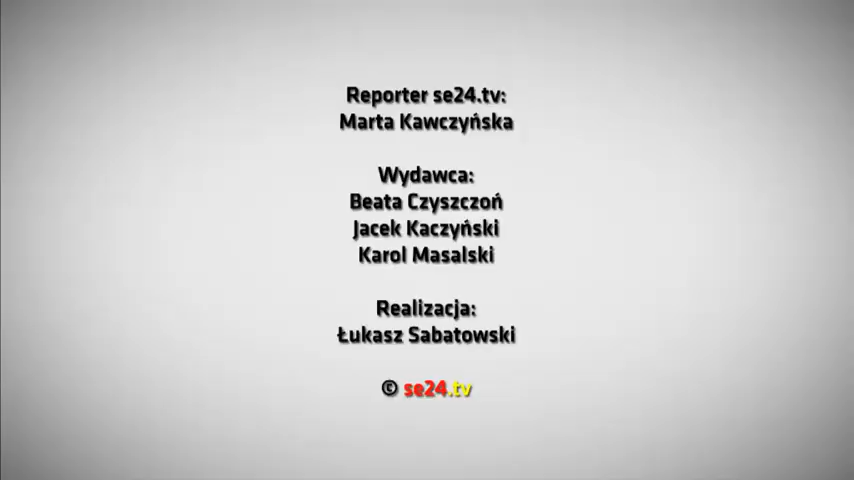 Reporter se24.tv:
Marta Kawczyńska
Wydawca:
Beata Czyszczoń
Jacek Kaczyński
Karol Masalski
Realizacja:
Łukasz Sabatowski
© se24.tv